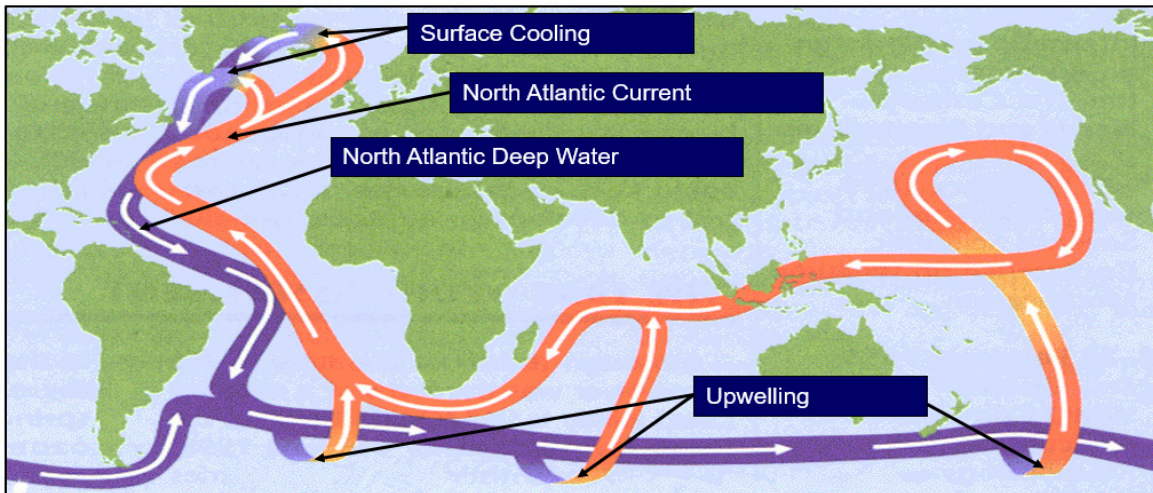 Surface Cooling
North Atlantic Current
North Atlantic Deep Water
Upwelling